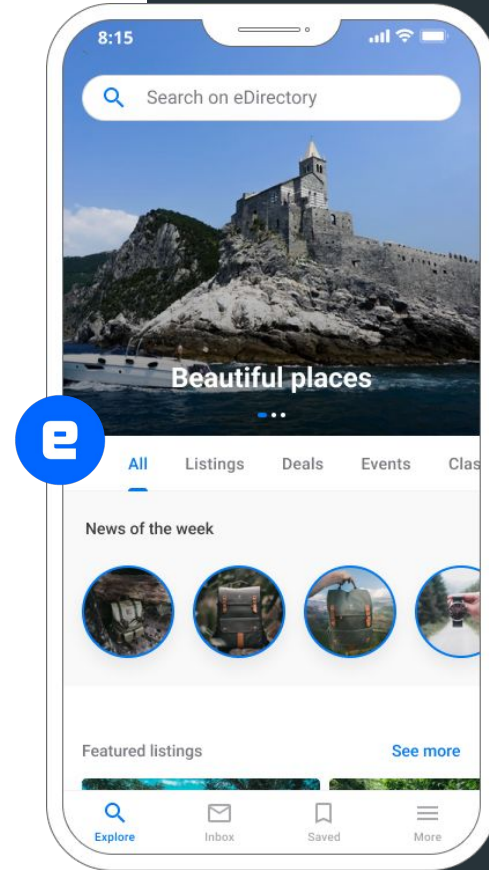 8:15
Search on eDirectory
Beautiful places
e
All Listings Deals Events Clas
News of the week
Featured listings See more
Explore Inbox Saved More